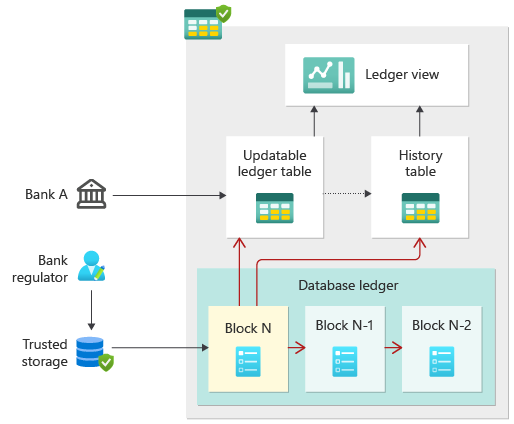 Ledger view
Updatable
ledger table
History
table
Bank A
Bank
regulator
Database ledger
Trusted
storage
Block N
Block N-1
Block N-2